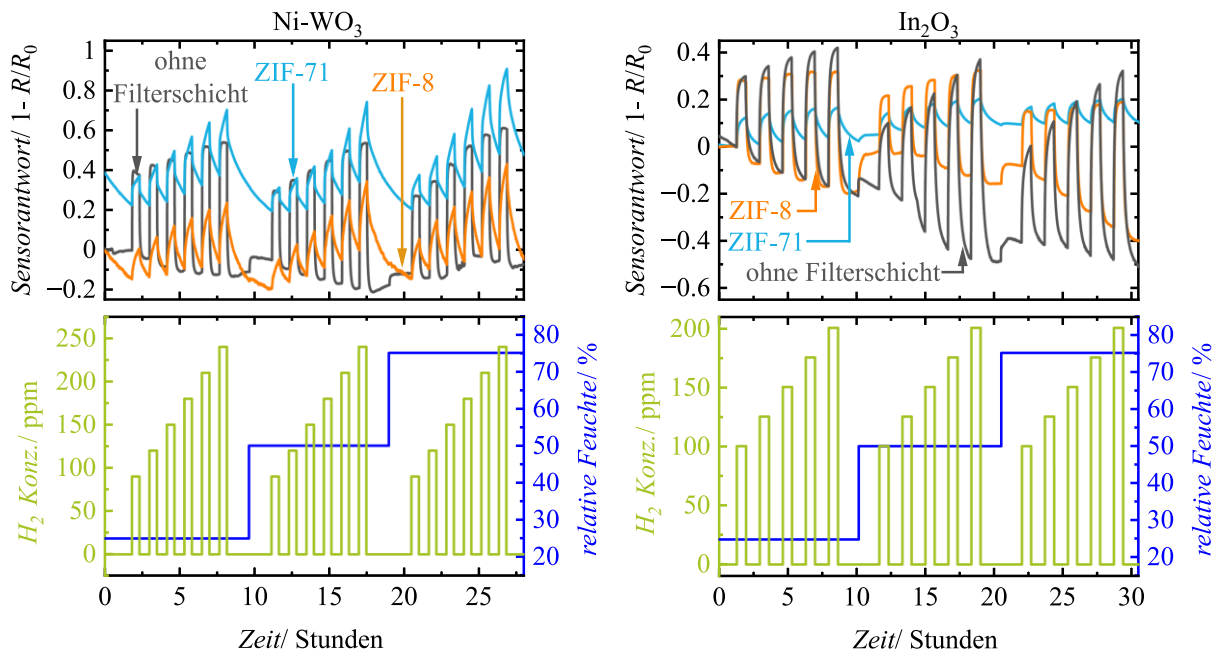 Ni-WO₃
Sensorantwort/ 1- R/R₀
1
0.8
0.6
0.4
0.2
0
−0.2
ohne
Filterschicht
ZIF-71
ZIF-8
In₂O₃
Sensorantwort/ 1- R/R₀
0.4
0.2
0.0
−0.2
−0.4
−0.6
ZIF-8
ZIF-71
ohne Filterschicht
H₂ Konz./ ppm
250
200
150
100
50
0
80
70
60
50
40
30
20
relative Feuchte/ %
0 5 10 15 20 25
Zeit/ Stunden
H₂ Konz./ ppm
200
150
100
50
0
80
70
60
50
40
30
20
relative Feuchte/ %
0 5 10 15 20 25 30
Zeit/ Stunden